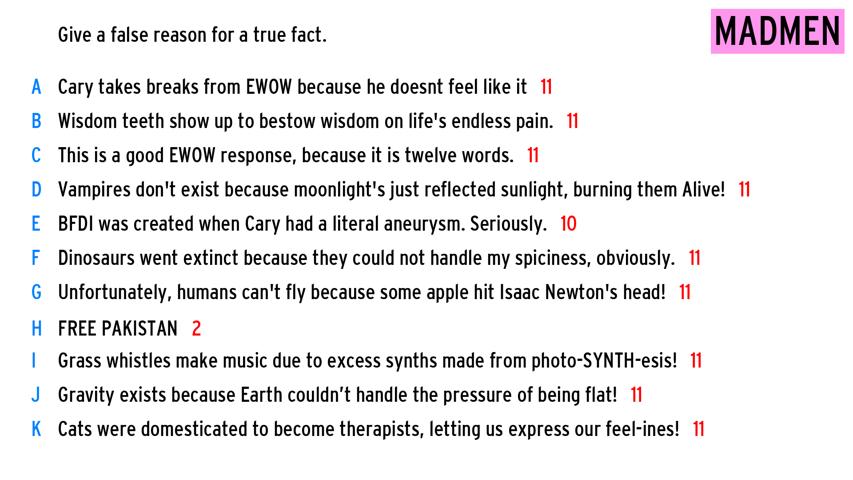 Give a false reason for a true fact.
MADMEN
A Cary takes breaks from EWOW because he doesnt feel like it 11
B Wisdom teeth show up to bestow wisdom on life's endless pain. 11
C This is a good EWOW response, because it is twelve words. 11
D Vampires don't exist because moonlight's just reflected sunlight, burning them Alive! 11
E BFDI was created when Cary had a literal aneurysm. Seriously. 10
F Dinosaurs went extinct because they could not handle my spiciness, obviously. 11
G Unfortunately, humans can't fly because some apple hit Isaac Newton's head! 11
H FREE PAKISTAN 2
I Grass whistles make music due to excess synths made from photo-SYNTH-esis! 11
J Gravity exists because Earth couldn’t handle the pressure of being flat! 11
K Cats were domesticated to become therapists, letting us express our feel-ines! 11